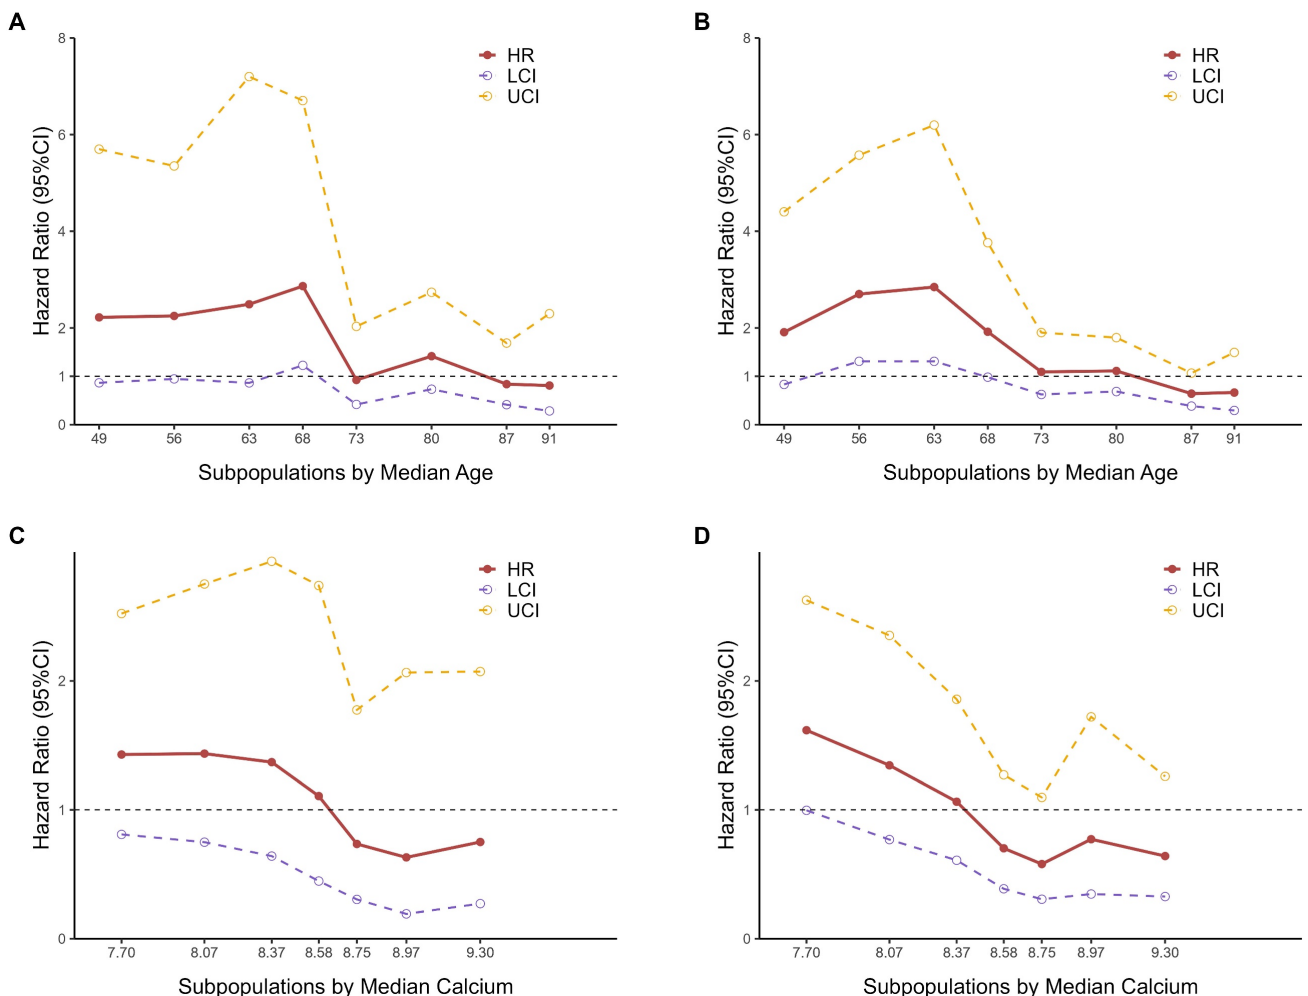 A
Hazard Ratio (95%CI)
8
6
4
2
1
0
HR
LCI
UCI
49 56 63 68 73 80 87 91
Subpopulations by Median Age
B
Hazard Ratio (95%CI)
8
6
4
2
1
0
HR
LCI
UCI
49 56 63 68 73 80 87 91
Subpopulations by Median Age
C
Hazard Ratio (95%CI)
2
1
0
HR
LCI
UCI
7.70 8.07 8.37 8.58 8.75 8.97 9.30
Subpopulations by Median Calcium
D
Hazard Ratio (95%CI)
2
1
0
HR
LCI
UCI
7.70 8.07 8.37 8.58 8.75 8.97 9.30
Subpopulations by Median Calcium